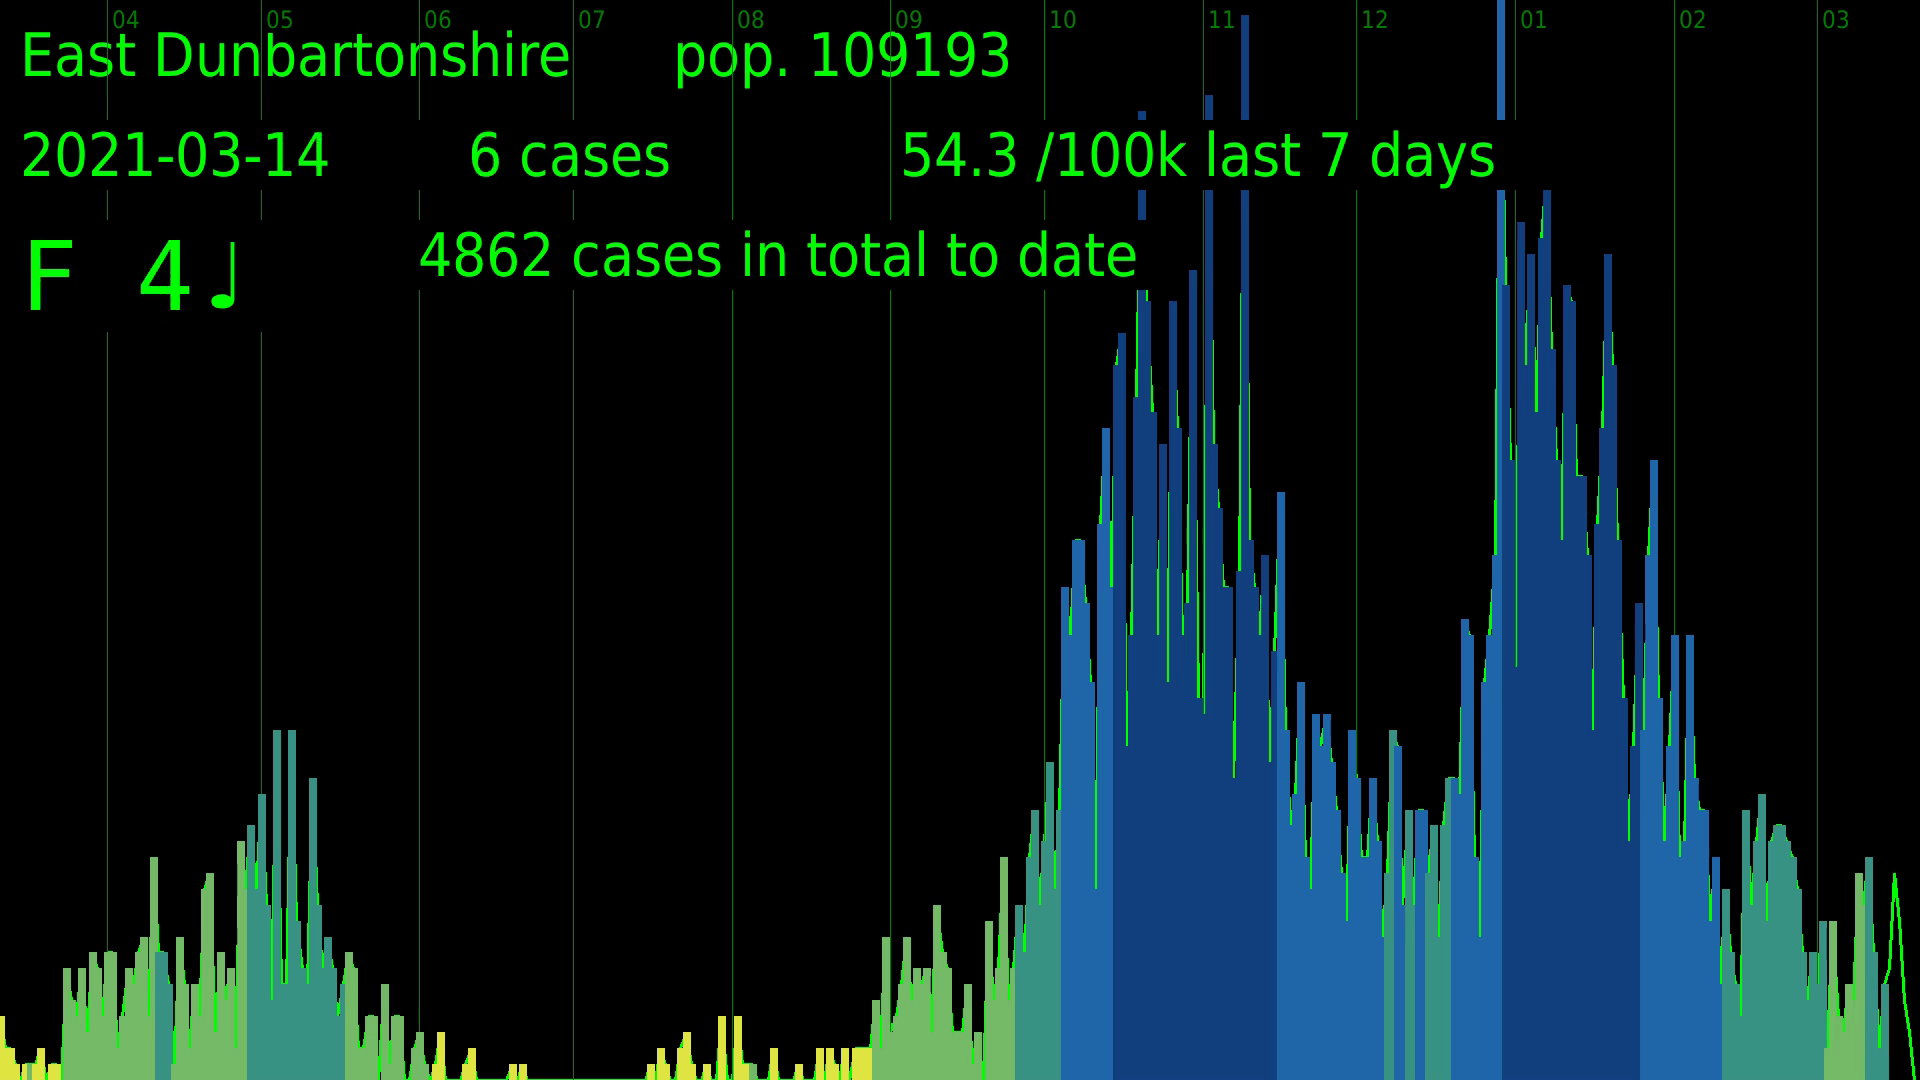 04 05 06 07 08 09 10 11 12 01 02 03
East Dunbartonshire pop. 109193
2021-03-14 6 cases 54.3 /100k last 7 days
F 4♩ 4862 cases in total to date